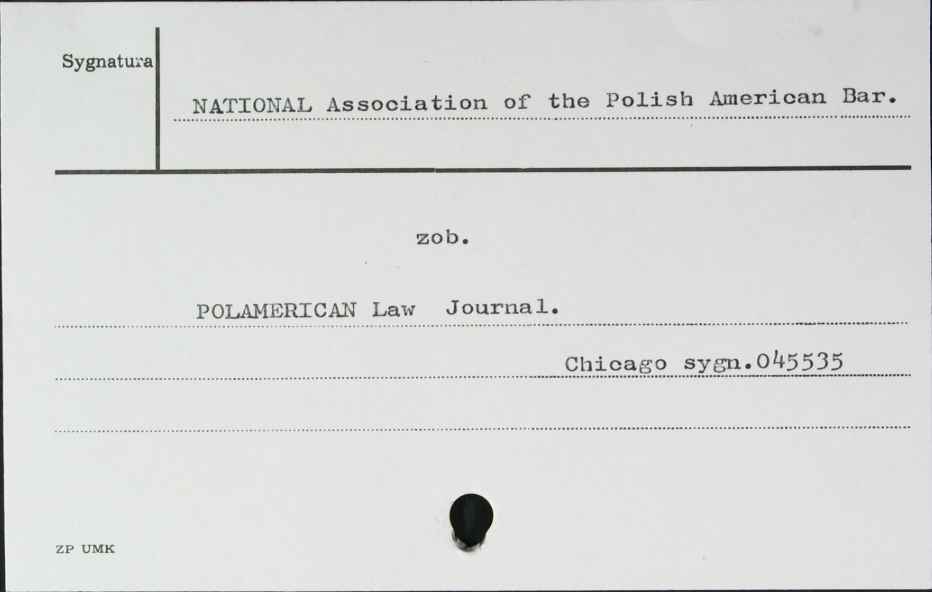 Sygnatura
NATIONAL Association of the Polish American Bar.
zob.
POLAMERICAN Law Journal.
Chicago sygn.045535
ZP UMK